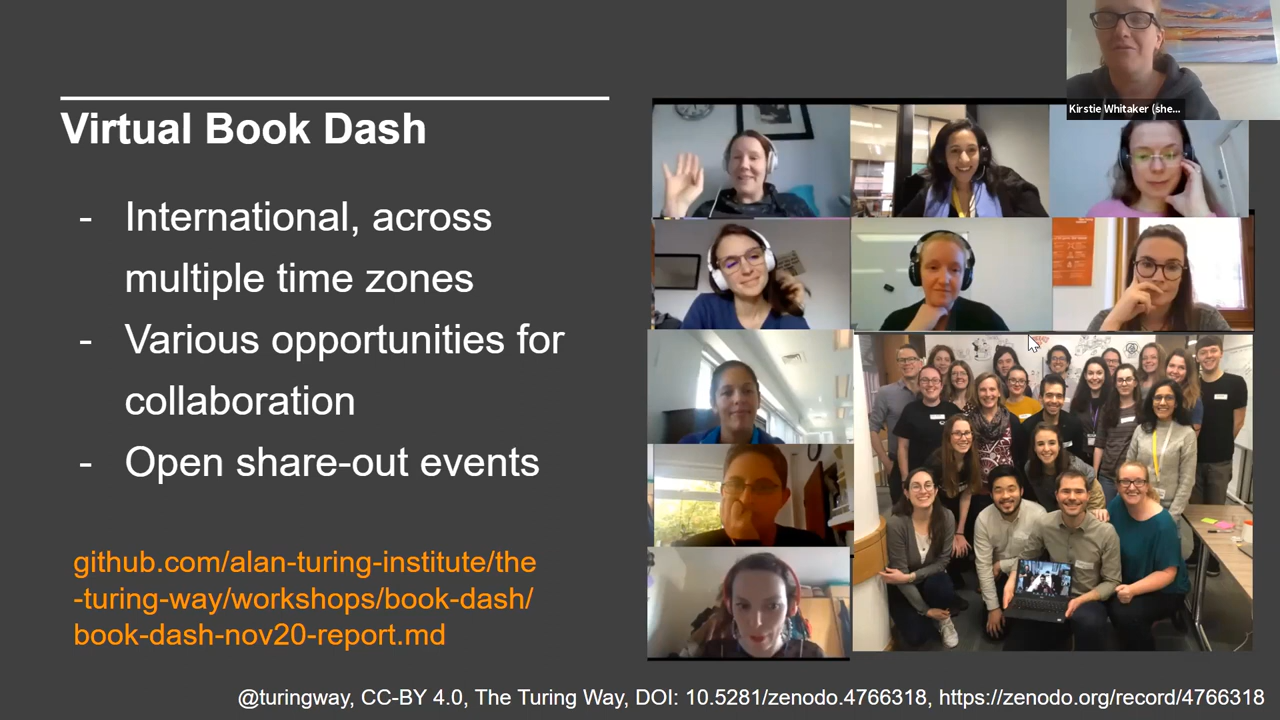 Kirstie Whitaker (she...
Virtual Book Dash
- International, across
multiple time zones
- Various opportunities for
collaboration
- Open share-out events
github.com/alan-turing-institute/the
-turing-way/workshops/book-dash/
book-dash-nov20-report.md
@turingway, CC-BY 4.0, The Turing Way, DOI: 10.5281/zenodo.4766318, https://zenodo.org/record/4766318